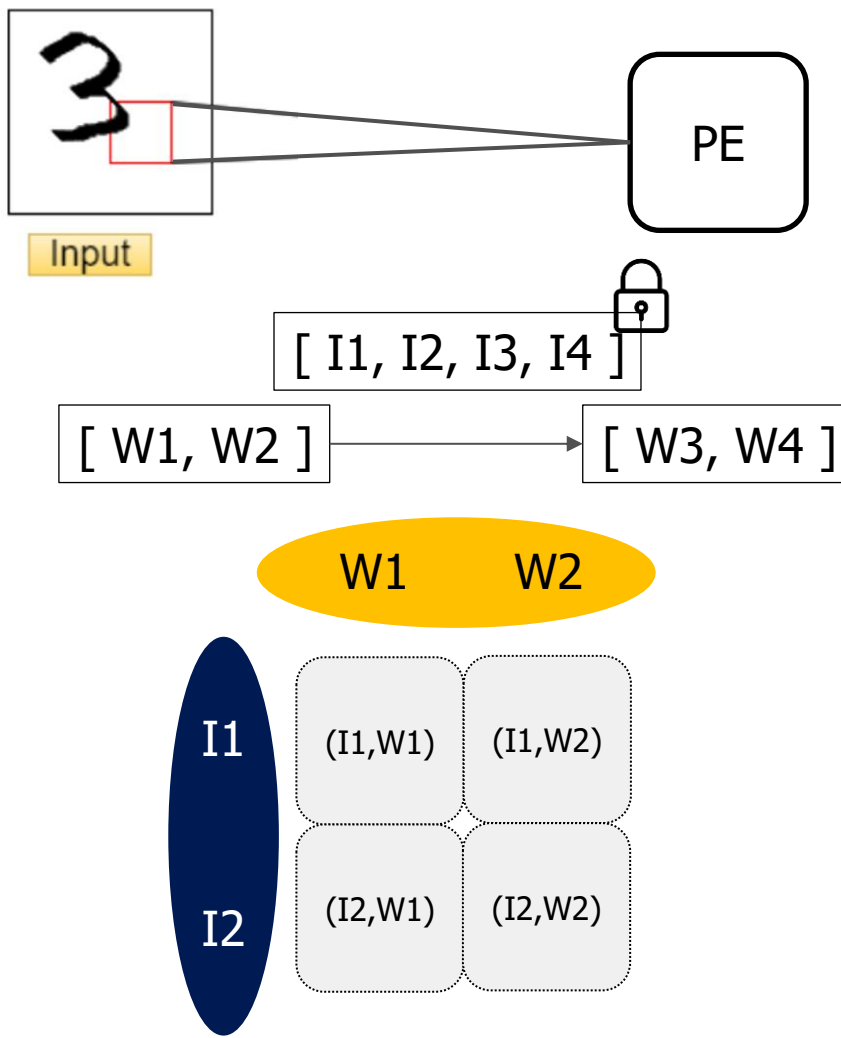 3
PE
Input
[ I1, I2, I3, I4 ]
[ W1, W2 ] [ W3, W4 ]
W1 W2
I1 (I1,W1) (I1,W2)
I2 (I2,W1) (I2,W2)